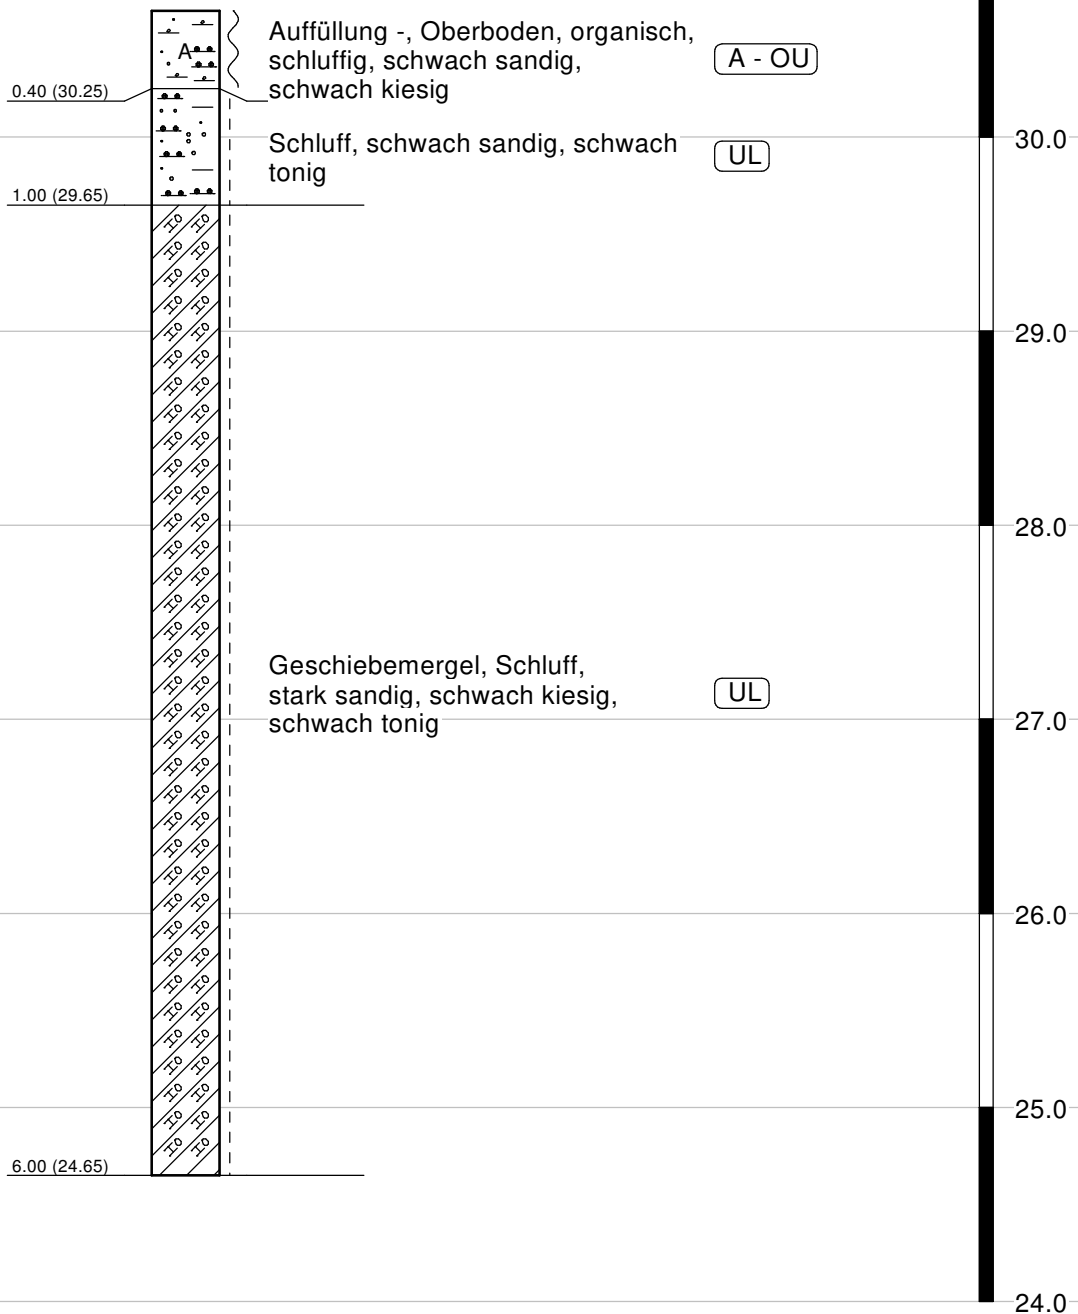 Auffüllung -, Oberboden, organisch,
schluffig, schwach sandig,
schwach kiesig
A - OU
A
0.40 (30.25)
30.0
Schluff, schwach sandig, schwach
tonig
UL
1.00 (29.65)
29.0
28.0
Geschiebemergel, Schluff,
stark sandig, schwach kiesig,
schwach tonig
UL
27.0
26.0
25.0
6.00 (24.65)
24.0